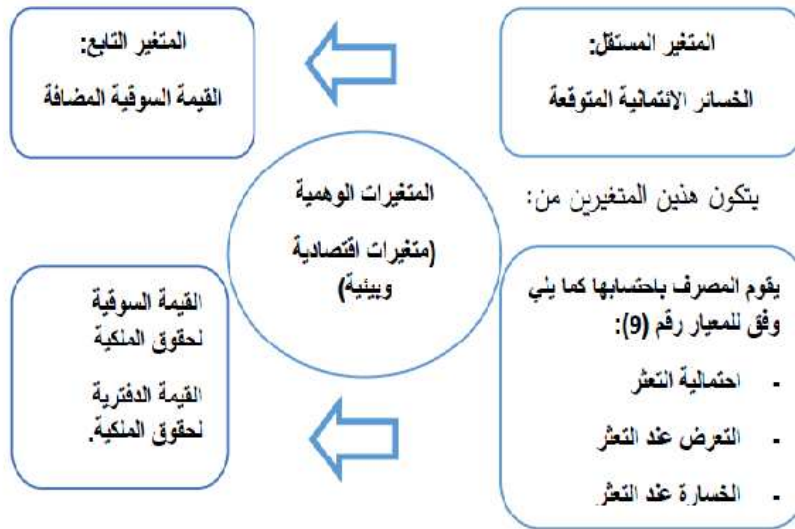 المتغير المستقل:
الخسائر الائتمانية المتوقعة
المتغير التابع:
القيمة السوقية المضافة
المتغيرات الوهمية
(متغيرات اقتصادية
وبيئية)
يتكون هذين المتغيرين من:
يقوم المصرف باحتسابها كما يلي
وفق للمعيار رقم (9):
- احتمالية التعثر
- التعرض عند التعثر
- الخسارة عند التعثر
القيمة السوقية
لحقوق الملكية
القيمة الدفترية
لحقوق الملكية.